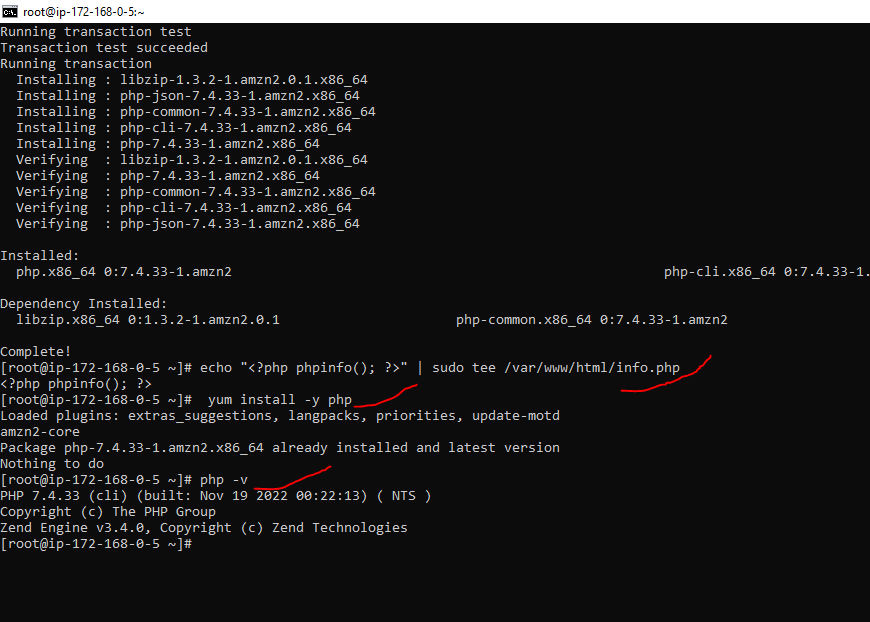 root@ip-172-168-0-5:~
Running transaction test
Transaction test succeeded
Running transaction
  Installing : libzip-1.3.2-1.amzn2.0.1.x86_64
  Installing : php-json-7.4.33-1.amzn2.x86_64
  Installing : php-common-7.4.33-1.amzn2.x86_64
  Installing : php-cli-7.4.33-1.amzn2.x86_64
  Installing : php-7.4.33-1.amzn2.x86_64
  Verifying  : libzip-1.3.2-1.amzn2.0.1.x86_64
  Verifying  : php-7.4.33-1.amzn2.x86_64
  Verifying  : php-common-7.4.33-1.amzn2.x86_64
  Verifying  : php-cli-7.4.33-1.amzn2.x86_64
  Verifying  : php-json-7.4.33-1.amzn2.x86_64
Installed:
  php.x86_64 0:7.4.33-1.amzn2 php-cli.x86_64 0:7.4.33-1.
Dependency Installed:
  libzip.x86_64 0:1.3.2-1.amzn2.0.1 php-common.x86_64 0:7.4.33-1.amzn2
Complete!
[root@ip-172-168-0-5 ~]# echo "<?php phpinfo(); ?>" | sudo tee /var/www/html/info.php
<?php phpinfo(); ?>
[root@ip-172-168-0-5 ~]#  yum install -y php
Loaded plugins: extras_suggestions, langpacks, priorities, update-motd
amzn2-core
Package php-7.4.33-1.amzn2.x86_64 already installed and latest version
Nothing to do
[root@ip-172-168-0-5 ~]# php -v
PHP 7.4.33 (cli) (built: Nov 19 2022 00:22:13) ( NTS )
Copyright (c) The PHP Group
Zend Engine v3.4.0, Copyright (c) Zend Technologies
[root@ip-172-168-0-5 ~]#